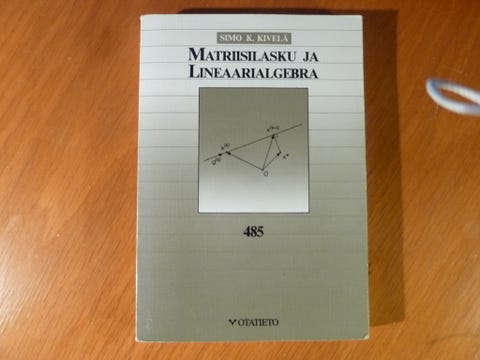 SIMO K. KIVELÄ
MATRIISILASKU JA
LINEAARIALGEBRA
O
485
OTATIETO